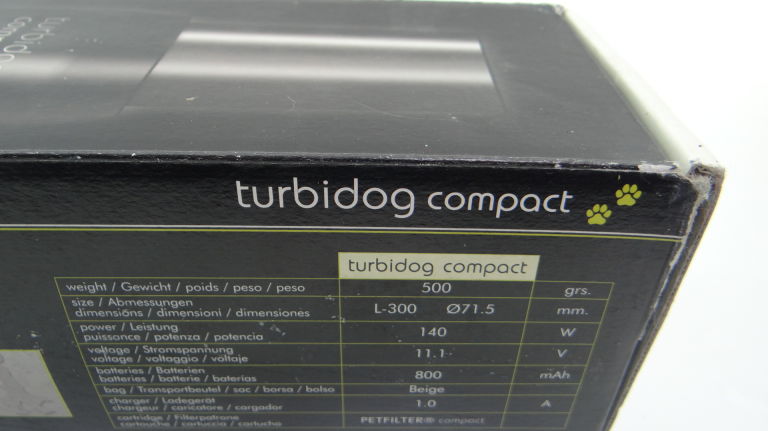 turbidog compact
turbidog compact
weight / Gewicht / poids / peso / peso 500 grs.
size / Abmessungen
dimensións / dimensioni / dimensiones L-300 Ø71.5 mm.
power / Leistung
puissance / potenza / potencia 140 W
voltage / Stromspannung
voltage / voltaggio / voltaje 11.1 V
batteries / Batterien
batteries / batterie / baterías 800 mAh
bag / Transportbeutel / sac / borsa / bolso Beige
charger / Ladegerät
chargeur / caricatore / cargador 1.0 A
cartridge / Filterpatrone
cartouche / cartuccia / cartucho PETFILTER® compact